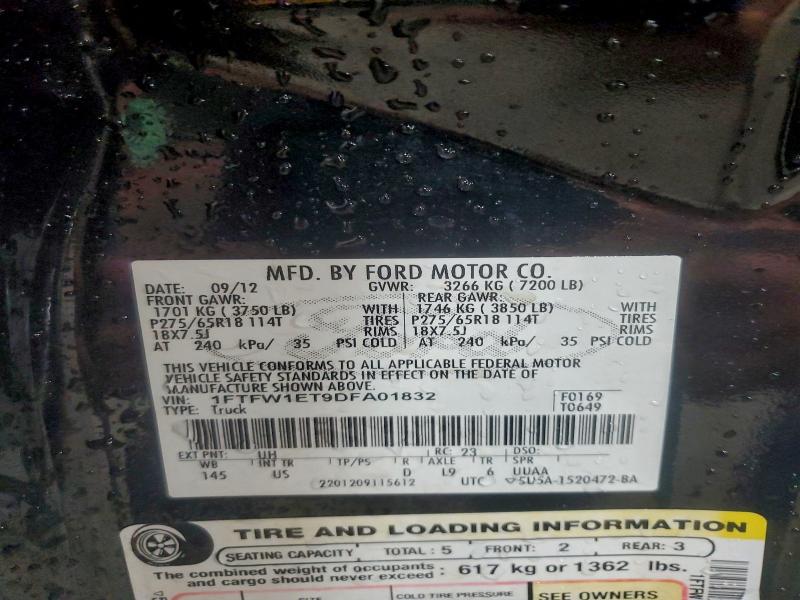 MFD. BY FORD MOTOR CO.
DATE: 09/12 GVWR: 3266 KG ( 7200 LB)
FRONT GAWR: REAR GAWR:
1701 KG ( 3750 LB) WITH 1746 KG ( 3850 LB) WITH
P275/65R18 114T TIRES P275/65R18 114T TIRES
18X7.5J RIMS 18X7.5J RIMS
AT 240 kPa/ 35 PSI COLD AT 240 kPa/ 35 PSI COLD
THIS VEHICLE CONFORMS TO ALL APPLICABLE FEDERAL MOTOR
VEHICLE SAFETY STANDARDS IN EFFECT ON THE DATE OF
MANUFACTURE SHOWN ABOVE.
VIN: 1FTFW1ET9DFA01832 F0169
TYPE: Truck T0649
EXT PNT: UH RC: 23 DSO:
WB INT TR TP/PS R AXLE TR SPR
145 US D L9 6 UUAA
2201209115612 UTC 5U5A-1520472-BA
TIRE AND LOADING INFORMATION
SEATING CAPACITY TOTAL : 5 FRONT: 2 REAR: 3
The combined weight of occupants
and cargo should never exceed : 617 kg or 1362 lbs.
SIZE COLD TIRE PRESSURE SEE OWNERS